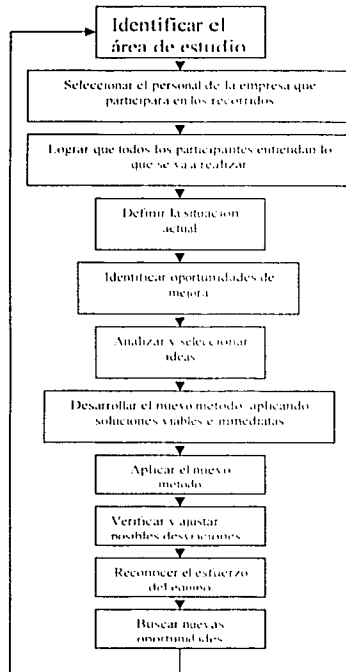 Identificar el
área de estudio
Seleccionar el personal de la empresa que
participara en los recorridos
Lograr que todos los participantes entiendan lo
que se va a realizar
Definir la situacion
actual
Identificar oportunidades de
mejora
Analizar y seleccionar
ideas
Desarrollar el nuevo metodo aplicando
soluciones viables e inmediatas
Aplicar el nuevo
metodo
Verificar y ajustar
posibles desviaciones
Reconocer el esfuerzo
del equipo
Buscar nuevas
oportunidades